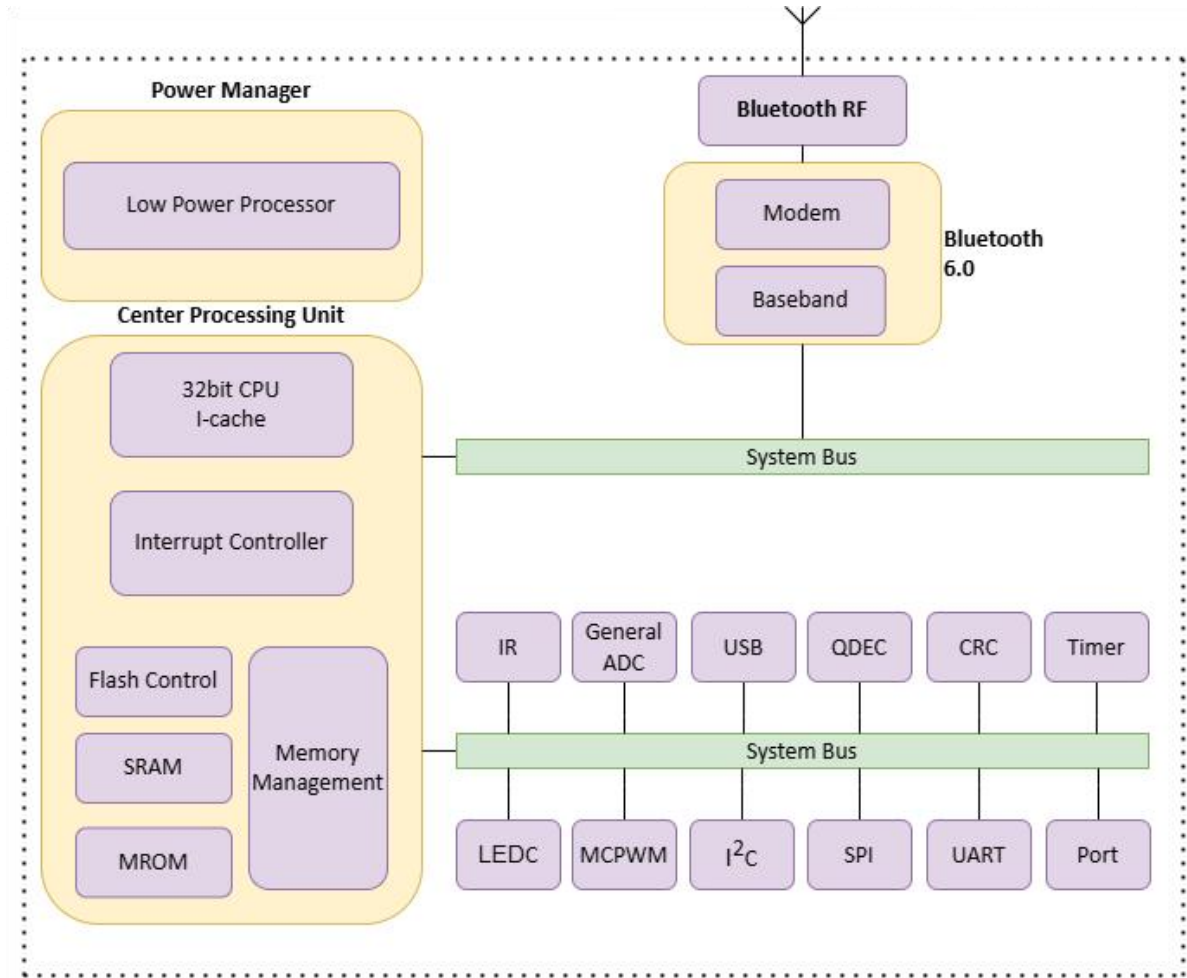 Power Manager
Low Power Processor
Bluetooth RF
Modem
Baseband
Bluetooth
6.0
Center Processing Unit
32bit CPU
I-cache
Interrupt Controller
Flash Control
SRAM
MROM
Memory
Management
System Bus
IR
General
ADC
USB
QDEC
CRC
Timer
System Bus
LEDC
MCPWM
I²C
SPI
UART
Port